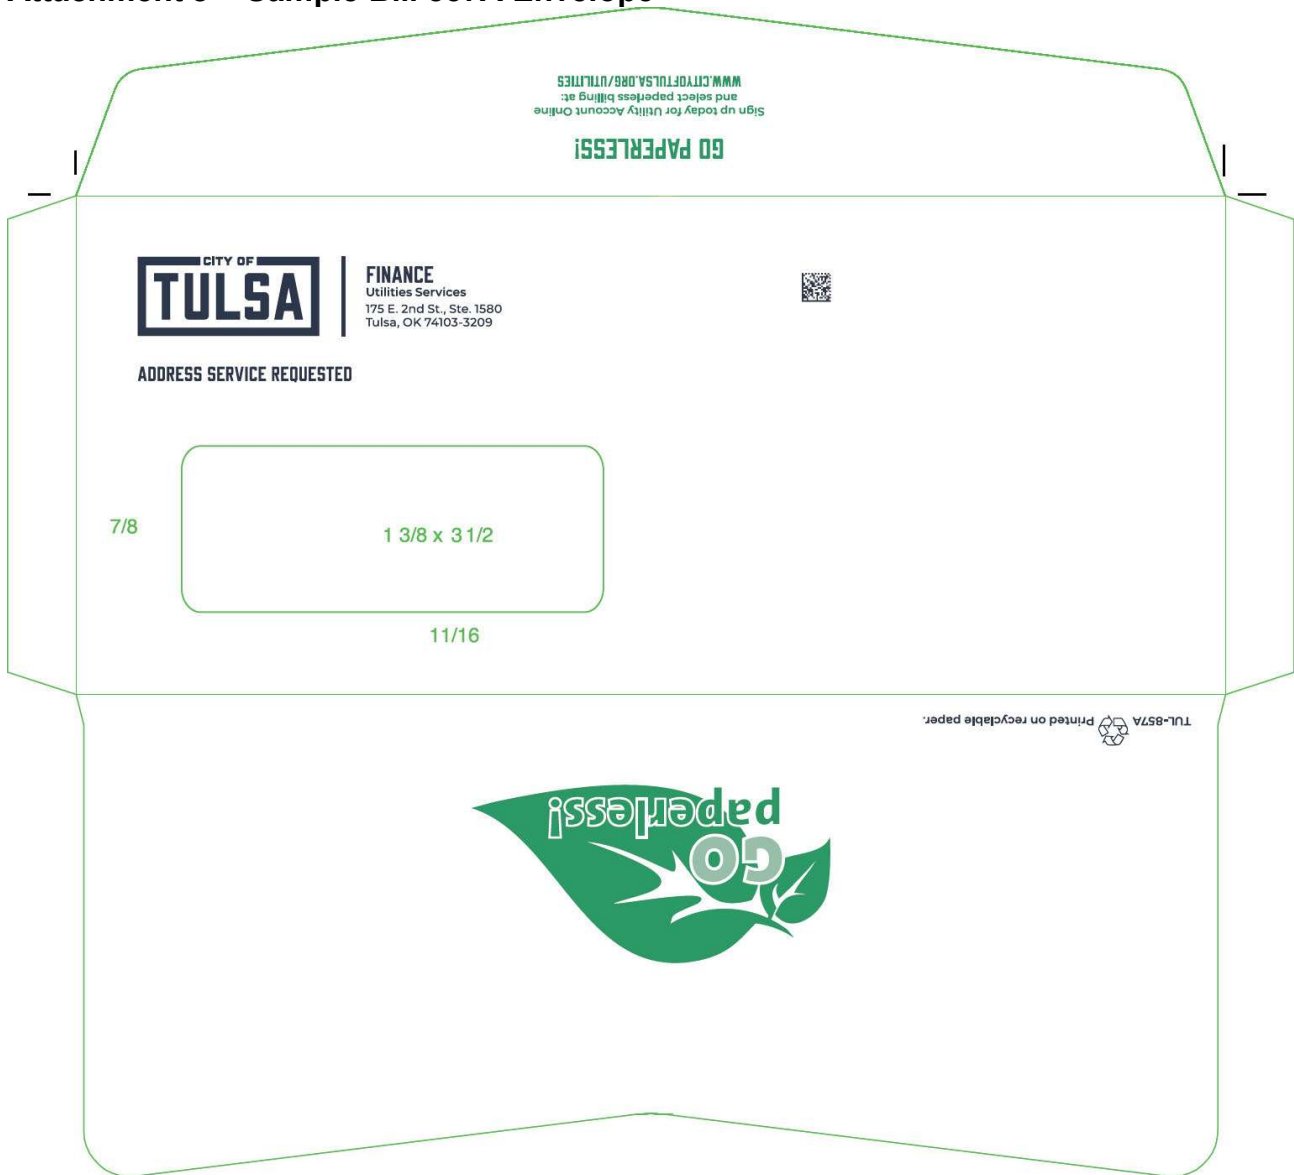 Attachment – Sample Bill 857A Envelope
WWW.CITYOFTULSA.ORG/UTILITIES
and select paperless billing at:
Sign up today for Utility Account Online
GO PAPERLESS!
CITY OF
TULSA
FINANCE
Utilities Services
175 E. 2nd St., Ste. 1580
Tulsa, OK 74103-3209
ADDRESS SERVICE REQUESTED
7/8
1 3/8 x 3 1/2
11/16
TUL-857A Printed on recyclable paper.
GO
paperless!